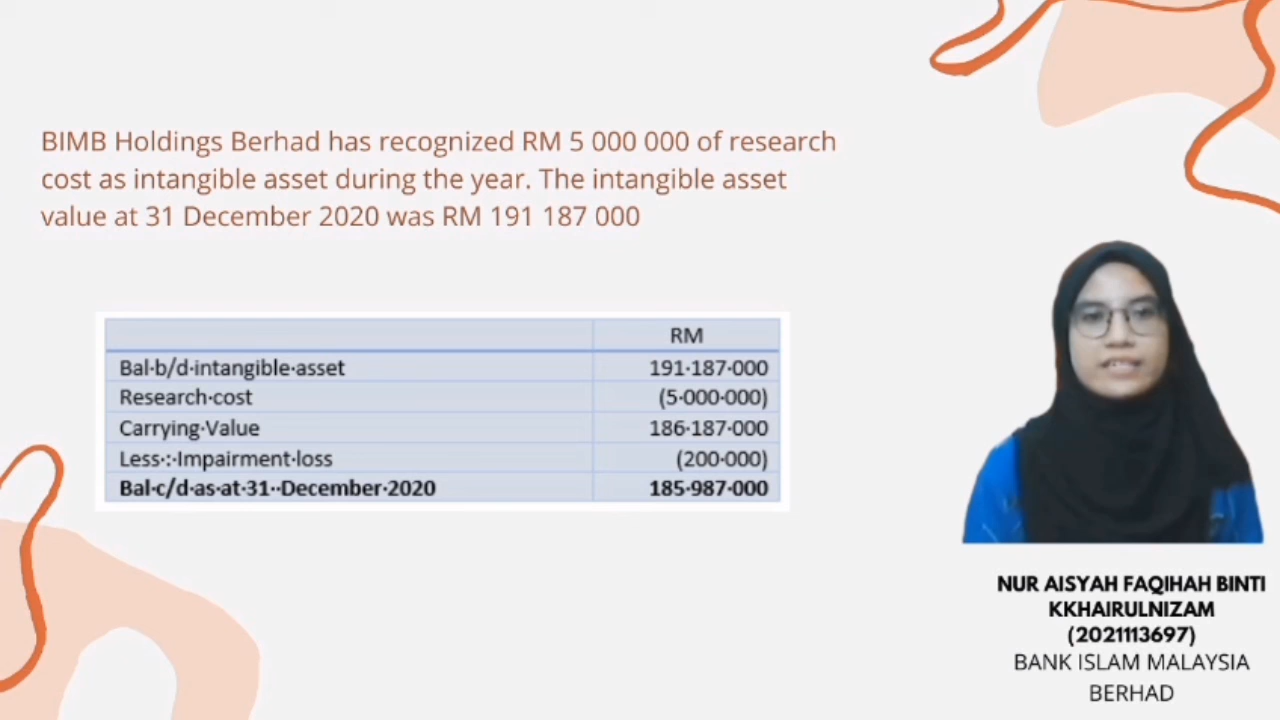 BIMB Holdings Berhad has recognized RM 5 000 000 of research
cost as intangible asset during the year. The intangible asset
value at 31 December 2020 was RM 191 187 000
RM
Bal·b/d·intangible·asset 191·187·000
Research·cost (5·000·000)
Carrying·Value 186·187·000
Less·:·Impairment·loss (200·000)
Bal·c/d·as·at·31··December·2020 185·987·000
NUR AISYAH FAQIHAH BINTI
KKHAIRULNIZAM
(2021113697)
BANK ISLAM MALAYSIA
BERHAD